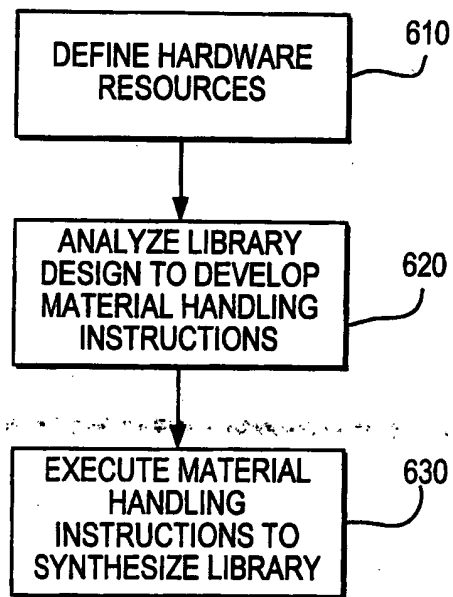 610
DEFINE HARDWARE
RESOURCES
ANALYZE LIBRARY
DESIGN TO DEVELOP
MATERIAL HANDLING
INSTRUCTIONS
620
EXECUTE MATERIAL
HANDLING
INSTRUCTIONS TO
SYNTHESIZE LIBRARY
630